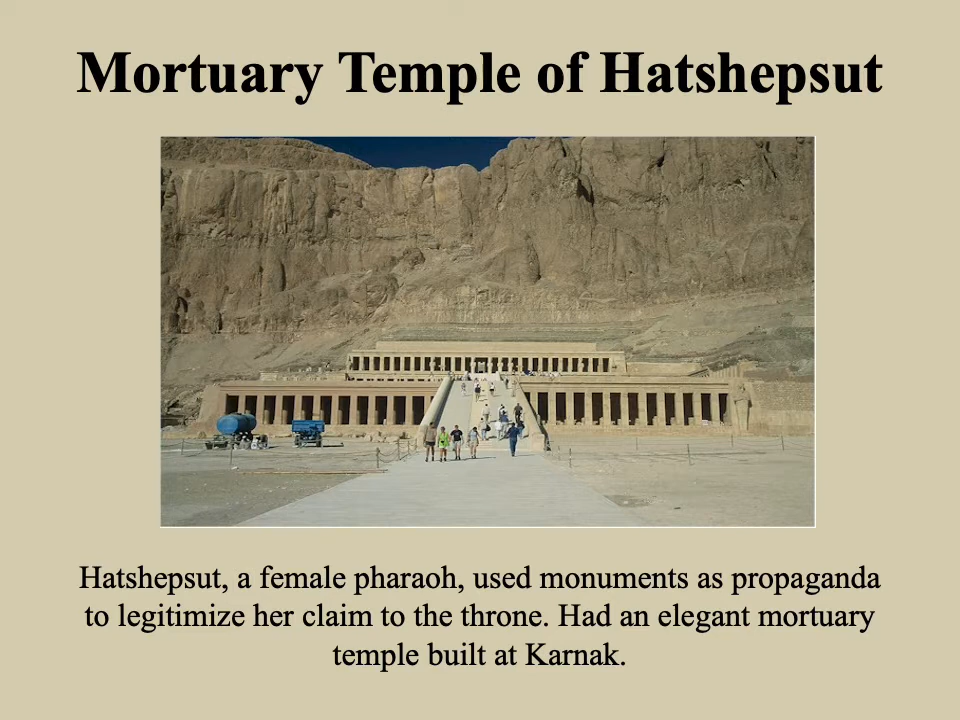 Mortuary Temple of Hatshepsut
Hatshepsut, a female pharaoh, used monuments as propaganda
to legitimize her claim to the throne. Had an elegant mortuary
temple built at Karnak.